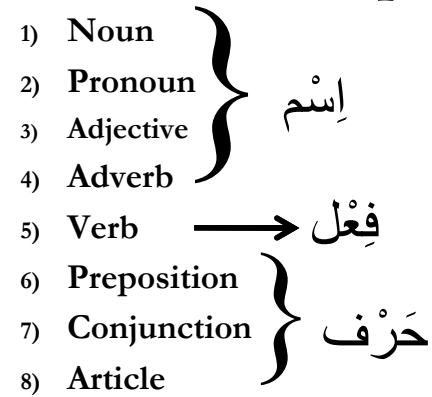 1) Noun
2) Pronoun
3) Adjective
4) Adverb
اِسْم
5) Verb
فِعْل
6) Preposition
7) Conjunction
8) Article
حَرْف